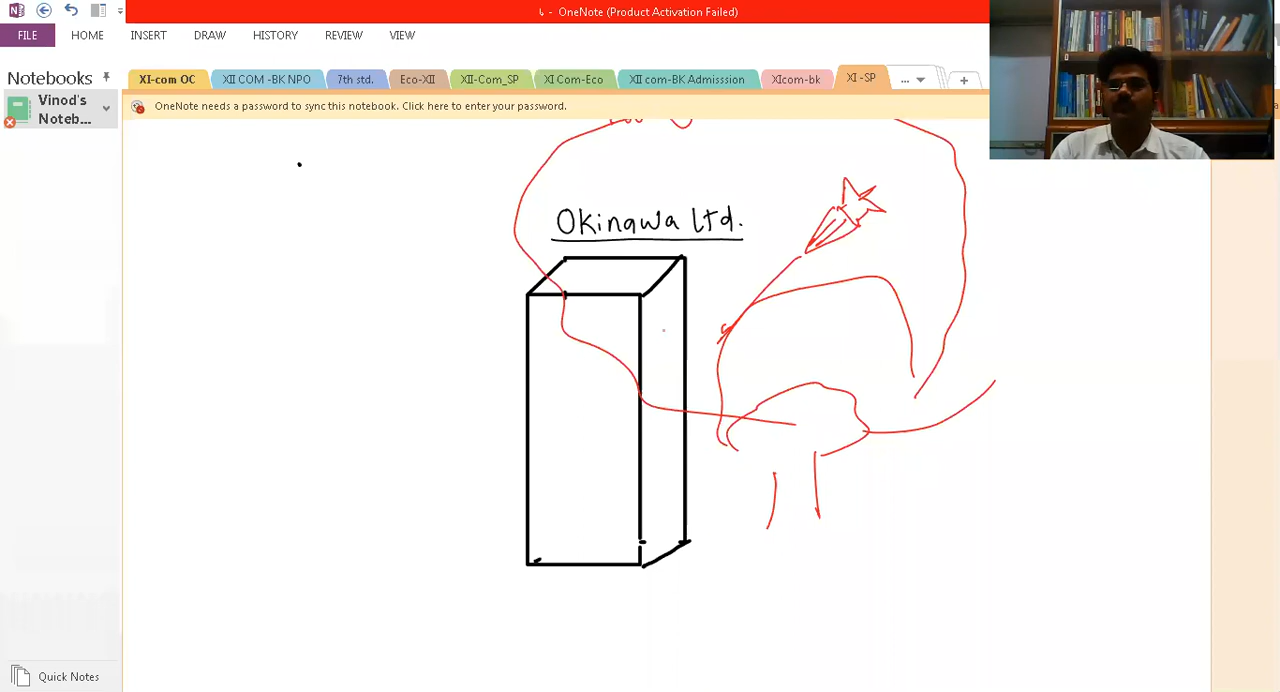 OneNote (Product Activation Failed)
FILE HOME INSERT DRAW HISTORY REVIEW VIEW
Notebooks
Vinod's
Noteb...
XI-com OC XII COM -BK NPO 7th std. Eco-XII XII-Com_SP XI Com-Eco XII com-BK Admisssion XIcom-bk XI -SP ...
OneNote needs a password to sync this notebook. Click here to enter your password.
Okinawa Ltd.
Quick Notes